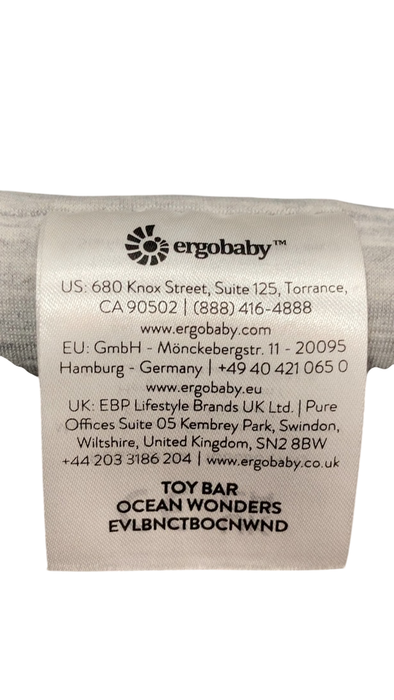 ergobaby™
US: 680 Knox Street, Suite 125, Torrance,
CA 90502 | (888) 416-4888
www.ergobaby.com
EU: GmbH - Mönckebergstr. 11 - 20095
Hamburg - Germany | +49 40 421 065 0
www.ergobaby.eu
UK: EBP Lifestyle Brands UK Ltd. | Pure
Offices Suite 05 Kembrey Park, Swindon,
Wiltshire, United Kingdom, SN2 8BW
+44 203 3186 204 | www.ergobaby.co.uk
TOY BAR
OCEAN WONDERS
EVLBNCTBOCNWND